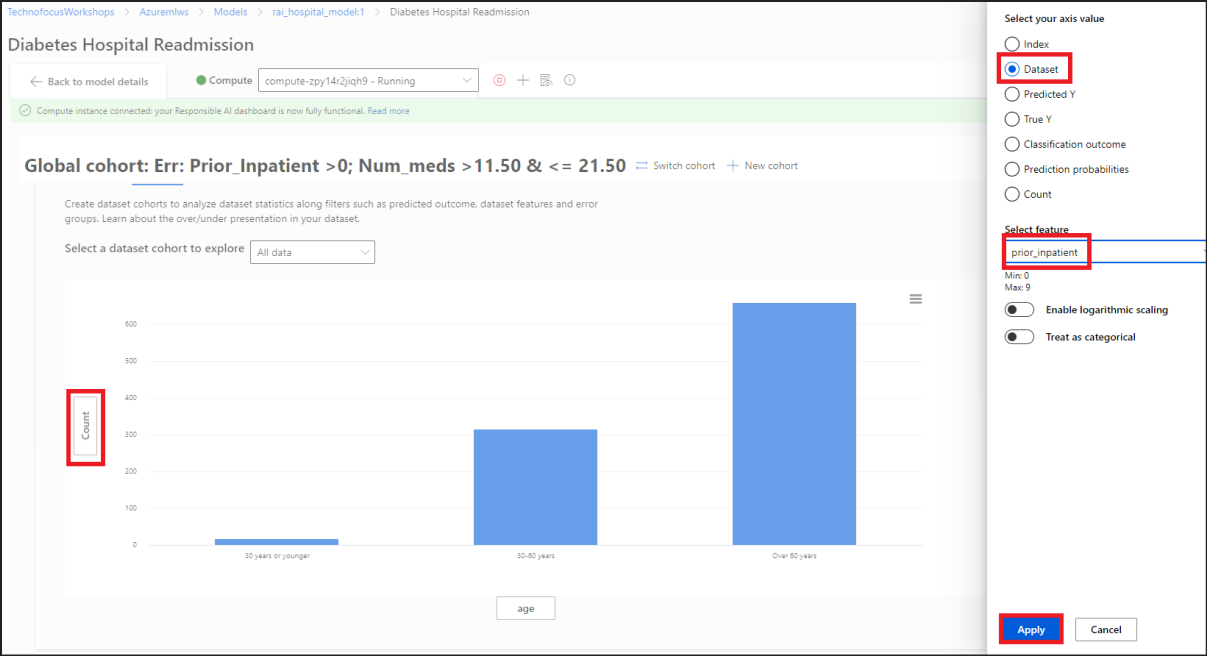 TechnofocusWorkshops > Azuremlws > Models > rai_hospital_model:1 > Diabetes Hospital Readmission
Diabetes Hospital Readmission
Back to model details
Compute
compute-zpy14r2jiqh9 - Running
Compute instance connected: your Responsible AI dashboard is now fully functional. Read more
Global cohort: Err: Prior_Inpatient >0; Num_meds >11.50 & <= 21.50
Switch cohort
New cohort
Create dataset cohorts to analyze dataset statistics along filters such as predicted outcome, dataset features and error
groups. Learn about the over/under presentation in your dataset.
Select a dataset cohort to explore
All data
600
500
400
300
200
100
0
Count
30 years or younger
30-60 years
Over 60 years
age
Select your axis value
Index
Dataset
Predicted Y
True Y
Classification outcome
Prediction probabilities
Count
Select feature
prior_inpatient
Min: 0
Max: 9
Enable logarithmic scaling
Treat as categorical
Apply
Cancel